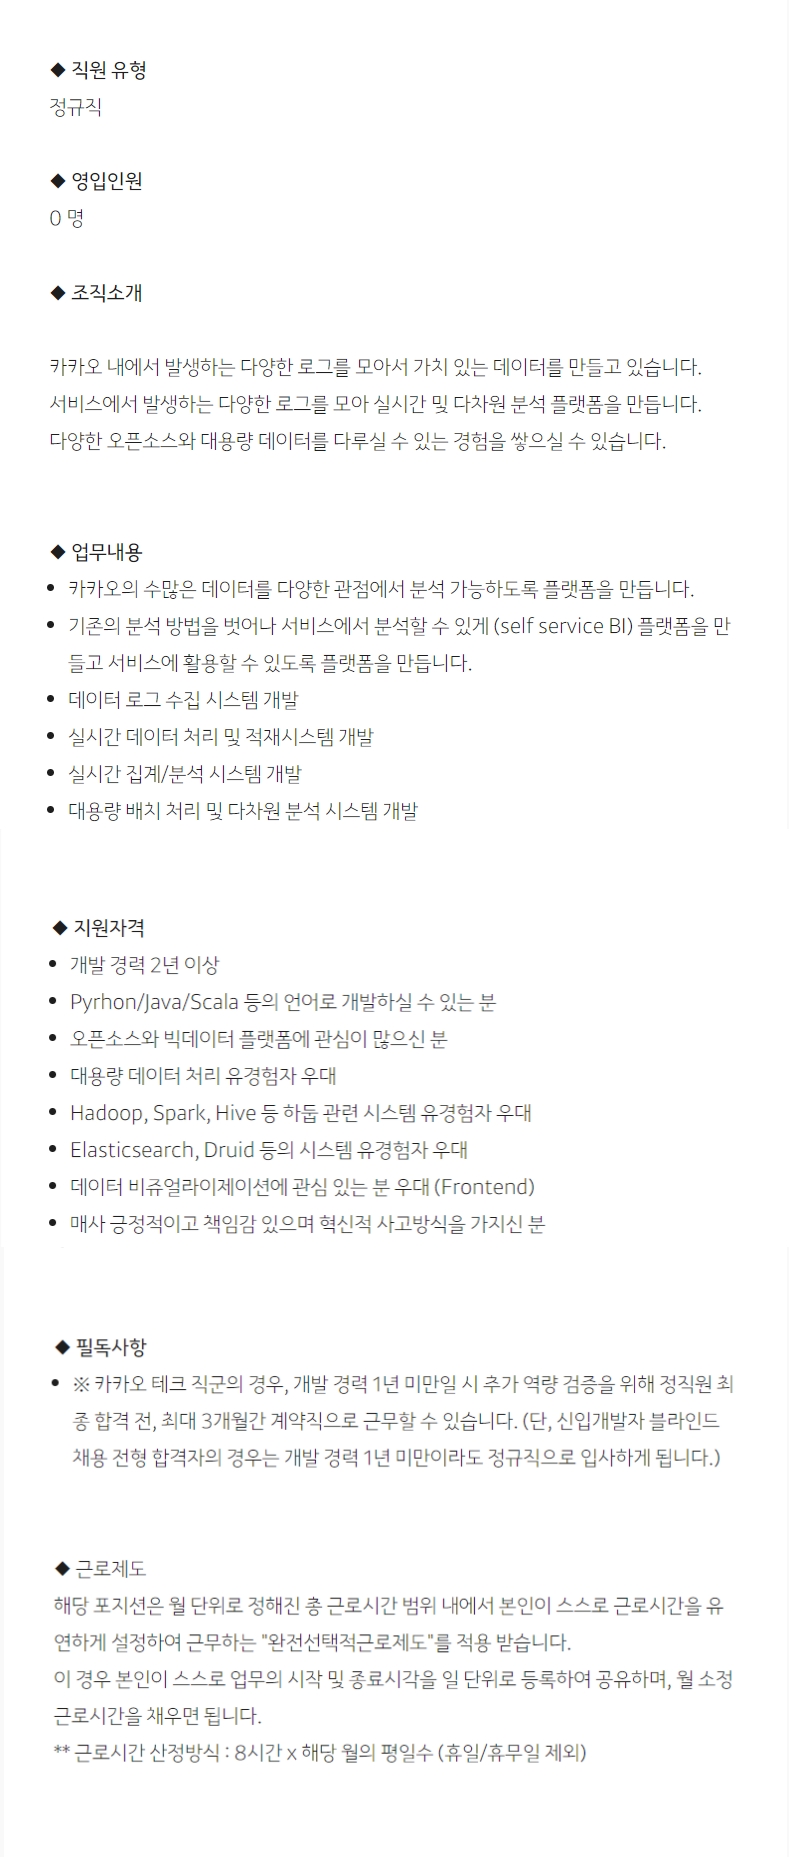 ◆ 직원 유형
정규직
◆ 영입인원
0 명
◆ 조직소개
카카오 내에서 발생하는 다양한 로그를 모아서 가치 있는 데이터를 만들고 있습니다.
서비스에서 발생하는 다양한 로그를 모아 실시간 및 다차원 분석 플랫폼을 만듭니다.
다양한 오픈소스와 대용량 데이터를 다루실 수 있는 경험을 쌓으실 수 있습니다.
◆ 업무내용
• 카카오의 수많은 데이터를 다양한 관점에서 분석 가능하도록 플랫폼을 만듭니다.
• 기존의 분석 방법을 벗어나 서비스에서 분석할 수 있게 (self service BI) 플랫폼을 만
들고 서비스에 활용할 수 있도록 플랫폼을 만듭니다.
• 데이터 로그 수집 시스템 개발
• 실시간 데이터 처리 및 적재시스템 개발
• 실시간 집계/분석 시스템 개발
• 대용량 배치 처리 및 다차원 분석 시스템 개발
◆ 지원자격
• 개발 경력 2년 이상
• Pyrhon/Java/Scala 등의 언어로 개발하실 수 있는 분
• 오픈소스와 빅데이터 플랫폼에 관심이 많으신 분
• 대용량 데이터 처리 유경험자 우대
• Hadoop, Spark, Hive 등 하둡 관련 시스템 유경험자 우대
• Elasticsearch, Druid 등의 시스템 유경험자 우대
• 데이터 비쥬얼라이제이션에 관심 있는 분 우대 (Frontend)
• 매사 긍정적이고 책임감 있으며 혁신적 사고방식을 가지신 분
◆ 필독사항
• ※ 카카오 테크 직군의 경우, 개발 경력 1년 미만일 시 추가 역량 검증을 위해 정직원 최
종 합격 전, 최대 3개월간 계약직으로 근무할 수 있습니다. (단, 신입개발자 블라인드
채용 전형 합격자의 경우는 개발 경력 1년 미만이라도 정규직으로 입사하게 됩니다.)
◆ 근로제도
해당 포지션은 월 단위로 정해진 총 근로시간 범위 내에서 본인이 스스로 근로시간을 유
연하게 설정하여 근무하는 "완전선택적근로제도"를 적용 받습니다.
이 경우 본인이 스스로 업무의 시작 및 종료시각을 일 단위로 등록하여 공유하며, 월 소정
근로시간을 채우면 됩니다.
** 근로시간 산정방식 : 8시간 x 해당 월의 평일수 (휴일/휴무일 제외)